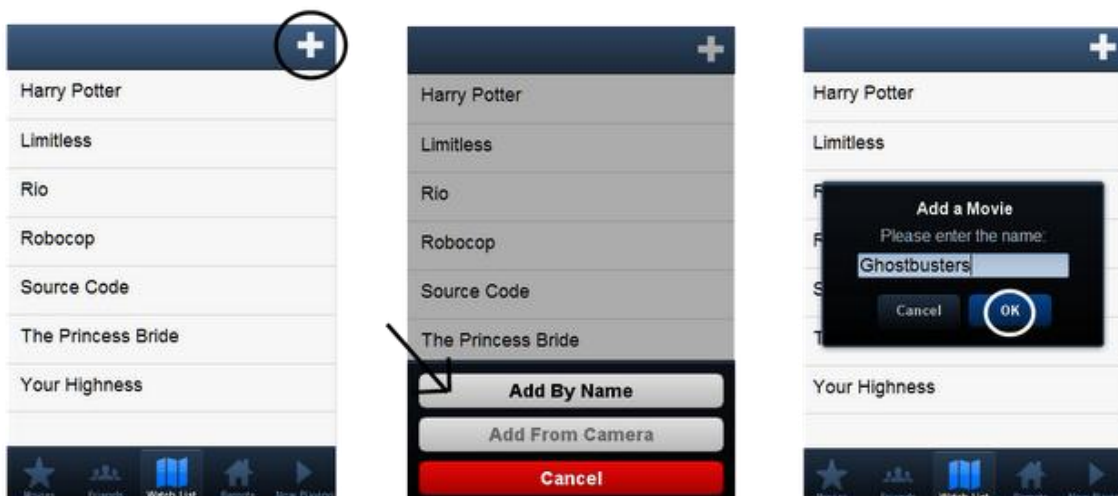 Harry Potter
Limitless
Rio
Robocop
Source Code
The Princess Bride
Your Highness
Watch List
Harry Potter
Limitless
Rio
Robocop
Source Code
The Princess Bride
Add By Name
Add From Camera
Cancel
Harry Potter
Limitless
Add a Movie
Please enter the name:
Ghostbusters
Cancel OK
Your Highness